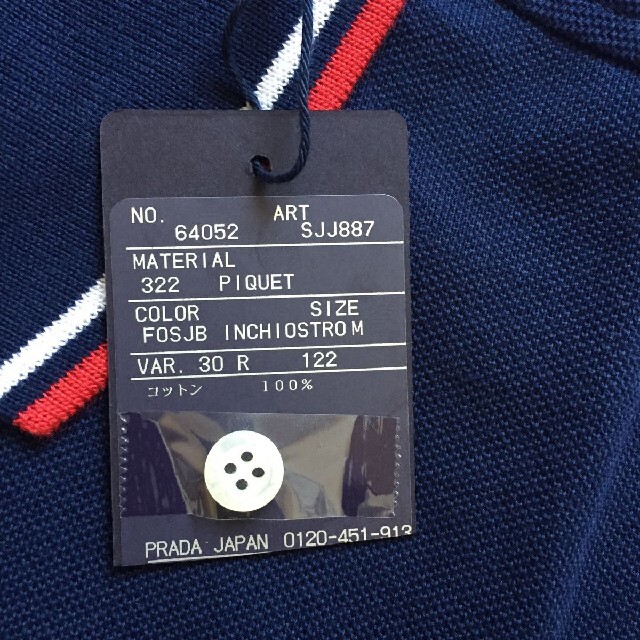 NO. ART
64052 SJJ887
MATERIAL
322 PIQUET
COLOR SIZE
F0SJB INCHIOSTRO M
VAR. 30 R 122
コットン 100%
PRADA JAPAN 0120-451-913